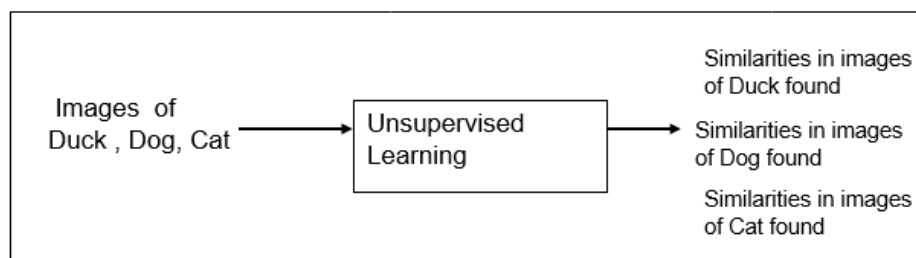 Images of
Duck , Dog, Cat
Unsupervised
Learning
Similarities in images
of Duck found
Similarities in images
of Dog found
Similarities in images
of Cat found